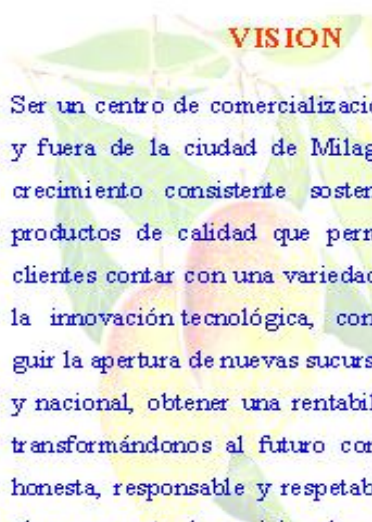 VISION
Ser un centro de comercializació
y fuera de la ciudad de Milag
crecimiento consistente sosten
productos de calidad que perm
clientes contar con una variedad
la innovación tecnológica, con
guir la apertura de nuevas sucurs
y nacional, obtener una rentabil
transformándonos al futuro con
honesta, responsable y respetab